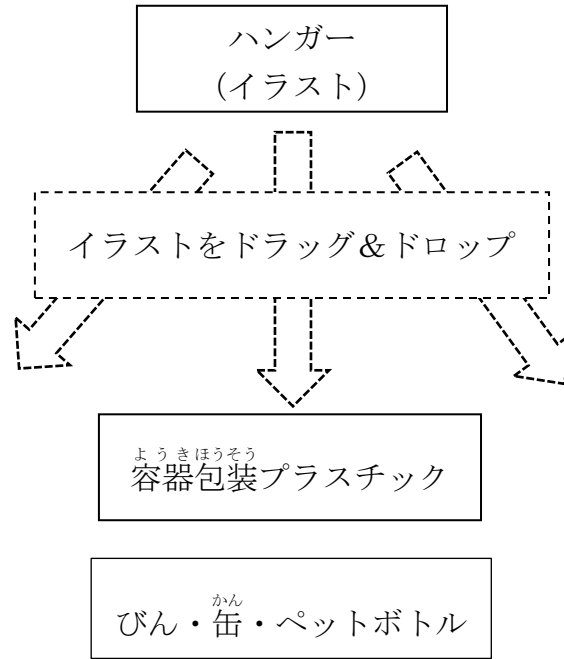 ハンガー
(イラスト)
イラストをドラッグ&ドロップ
ようきほうそう
容器包装プラスチック
かん
びん・缶・ペットボトル